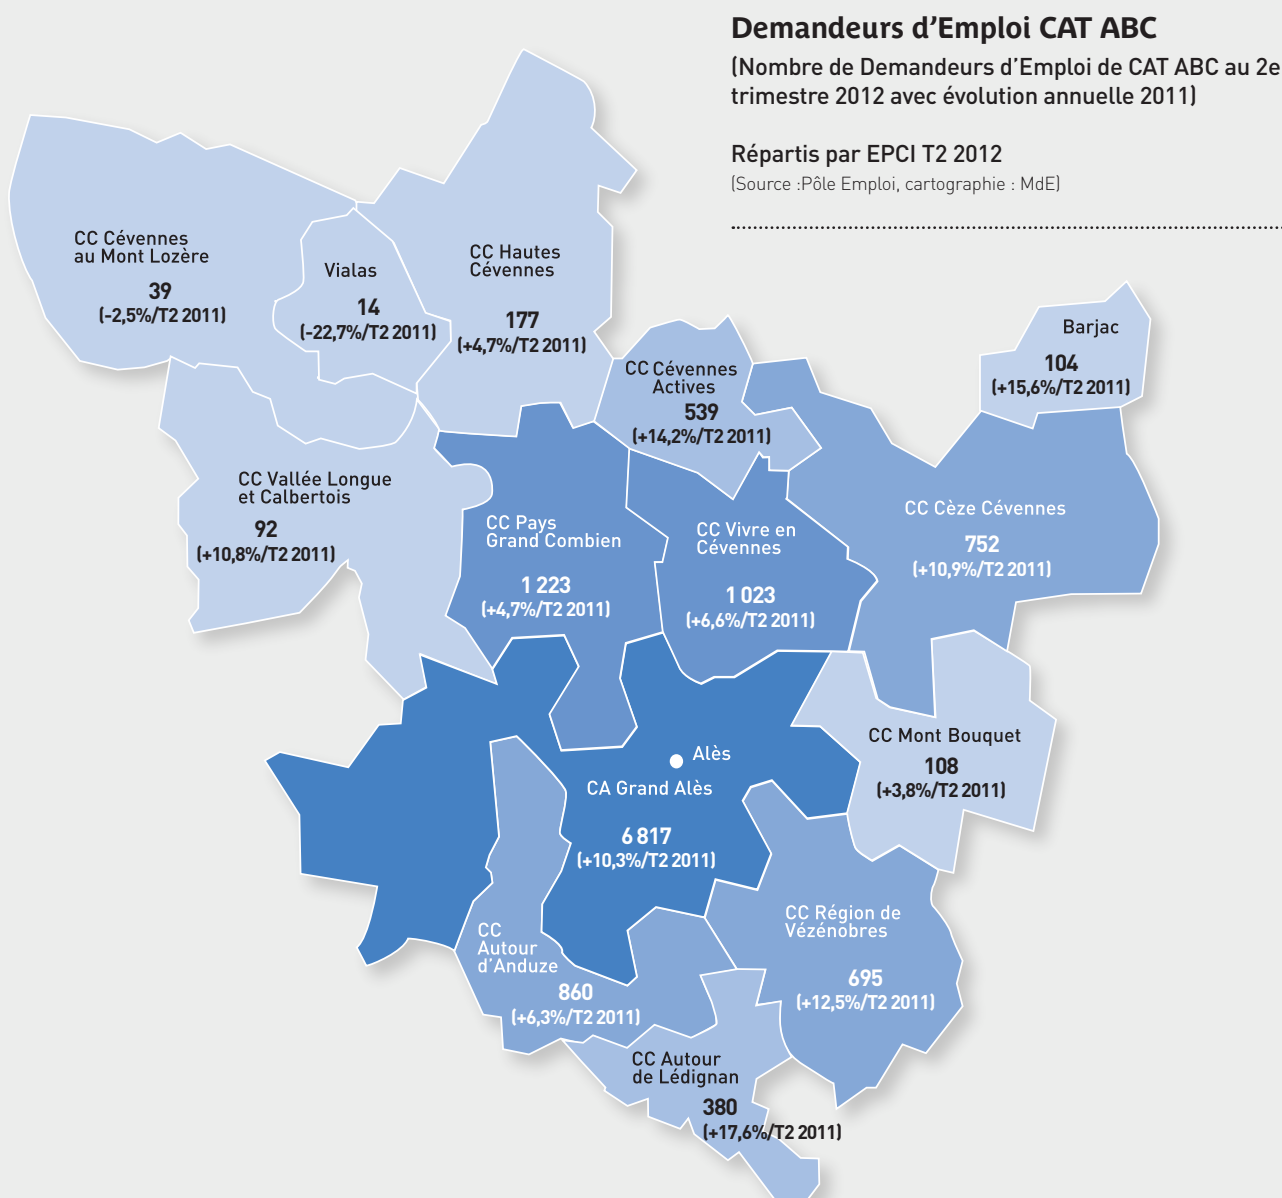 Demandeurs d'Emploi CAT ABC
(Nombre de Demandeurs d'Emploi de CAT ABC au 2e
trimestre 2012 avec évolution annuelle 2011)
Répartis par EPCI T2 2012
(Source :Pôle Emploi, cartographie : MdE)
CC Cévennes
au Mont Lozère
39
(-2,5%/T2 2011)
Vialas
14
(-22,7%/T2 2011)
CC Hautes
Cévennes
177
(+4,7%/T2 2011)
Barjac
104
(+15,6%/T2 2011)
CC Cévennes
Actives
539
(+14,2%/T2 2011)
CC Vallée Longue
et Calbertois
92
(+10,8%/T2 2011)
CC Pays
Grand Combien
1 223
(+4,7%/T2 2011)
CC Vivre en
Cévennes
1 023
(+6,6%/T2 2011)
CC Cèze Cévennes
752
(+10,9%/T2 2011)
CC Mont Bouquet
108
(+3,8%/T2 2011)
Alès
CA Grand Alès
6 817
(+10,3%/T2 2011)
CC Région de
Vézénobres
695
(+12,5%/T2 2011)
CC
Autour
d'Anduze
860
(+6,3%/T2 2011)
CC Autour
de Lédignan
380
(+17,6%/T2 2011)